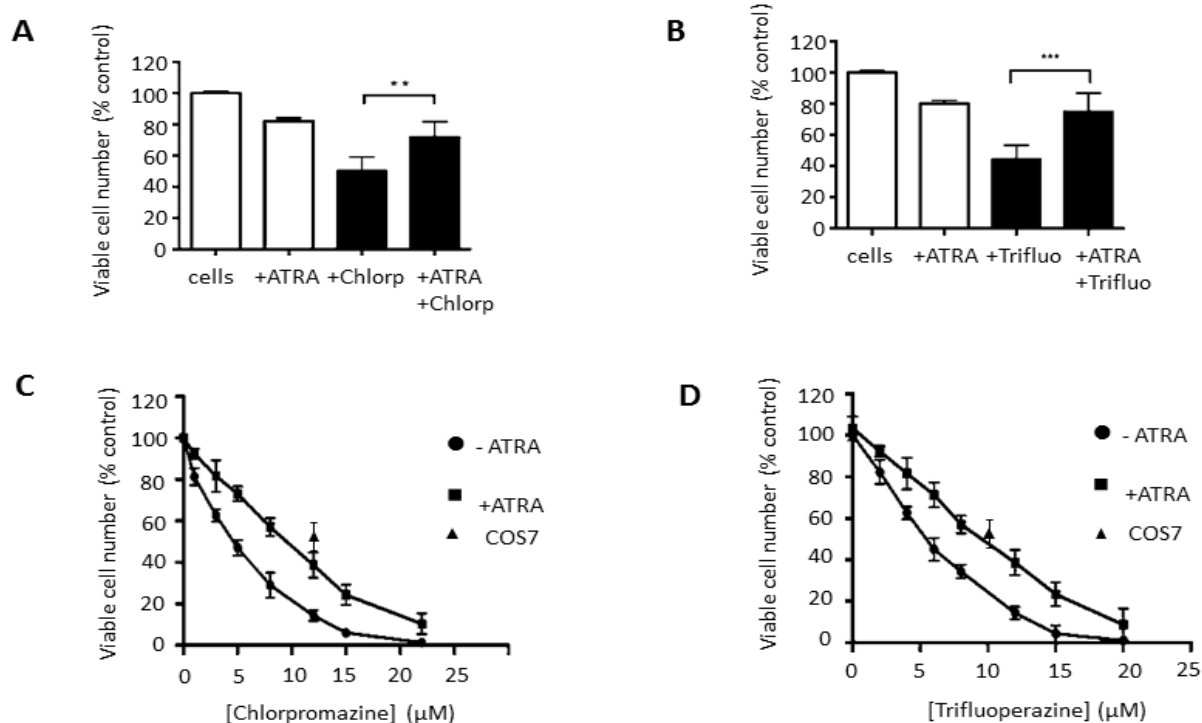 A
Viable cell number (% control)
120
100
80
60
40
20
0
**
cells
+ATRA
+Chlorp
+ATRA
+Chlorp
B
Viable cell number (% control)
120
100
80
60
40
20
0
***
cells
+ATRA
+Trifluo
+ATRA
+Trifluo
C
Viable cell number (% control)
120
100
80
60
40
20
0
0 5 10 15 20 25
[Chlorpromazine] (μM)
- ATRA
+ATRA
COS7
D
Viable cell number (% control)
120
100
80
60
40
20
0
0 5 10 15 20 25
[Trifluoperazine] (μM)
- ATRA
+ATRA
COS7